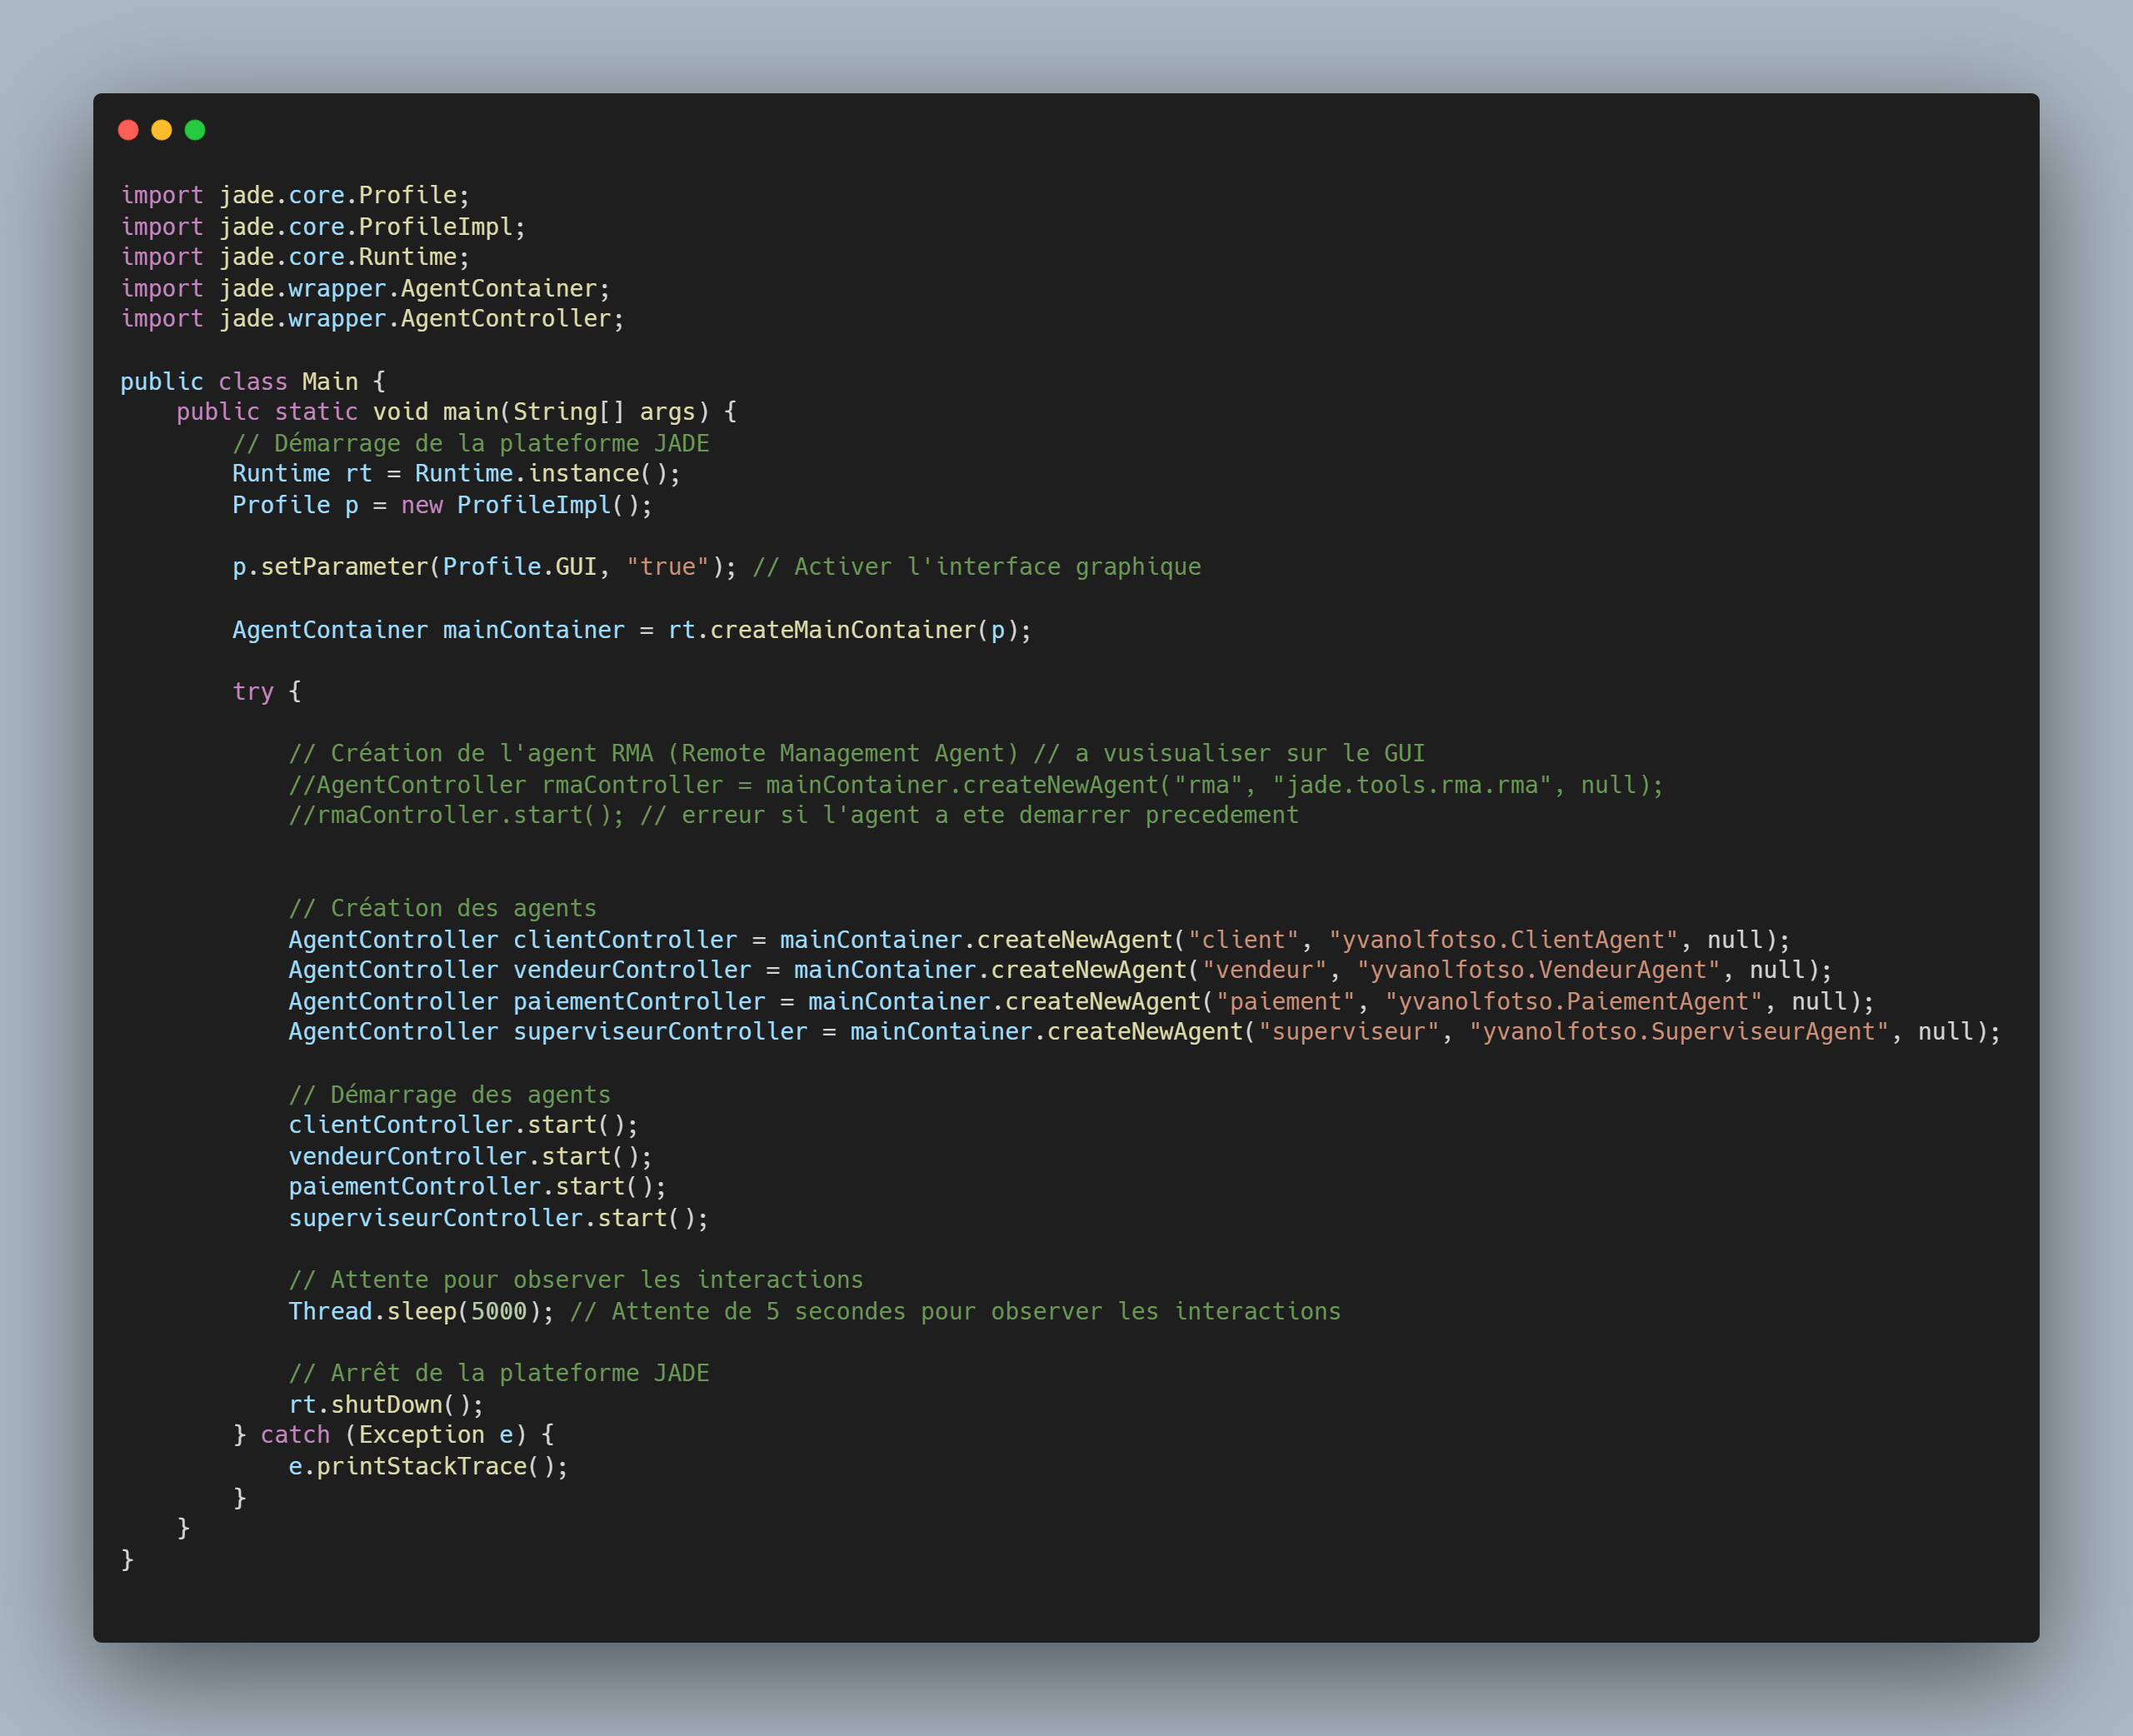 import jade.core.Profile;
import jade.core.ProfileImpl;
import jade.core.Runtime;
import jade.wrapper.AgentContainer;
import jade.wrapper.AgentController;

public class Main {
    public static void main(String[] args) {
        // Démarrage de la plateforme JADE
        Runtime rt = Runtime.instance();
        Profile p = new ProfileImpl();

        p.setParameter(Profile.GUI, "true"); // Activer l'interface graphique

        AgentContainer mainContainer = rt.createMainContainer(p);

        try {

            // Création de l'agent RMA (Remote Management Agent) // a vusisualiser sur le GUI
            //AgentController rmaController = mainContainer.createNewAgent("rma", "jade.tools.rma.rma", null);
            //rmaController.start(); // erreur si l'agent a ete demarrer precedement


            // Création des agents
            AgentController clientController = mainContainer.createNewAgent("client", "yvanolfotso.ClientAgent", null);
            AgentController vendeurController = mainContainer.createNewAgent("vendeur", "yvanolfotso.VendeurAgent", null);
            AgentController paiementController = mainContainer.createNewAgent("paiement", "yvanolfotso.PaiementAgent", null);
            AgentController superviseurController = mainContainer.createNewAgent("superviseur", "yvanolfotso.SuperviseurAgent", null);

            // Démarrage des agents
            clientController.start();
            vendeurController.start();
            paiementController.start();
            superviseurController.start();

            // Attente pour observer les interactions
            Thread.sleep(5000); // Attente de 5 secondes pour observer les interactions

            // Arrêt de la plateforme JADE
            rt.shutDown();
        } catch (Exception e) {
            e.printStackTrace();
        }
    }
}